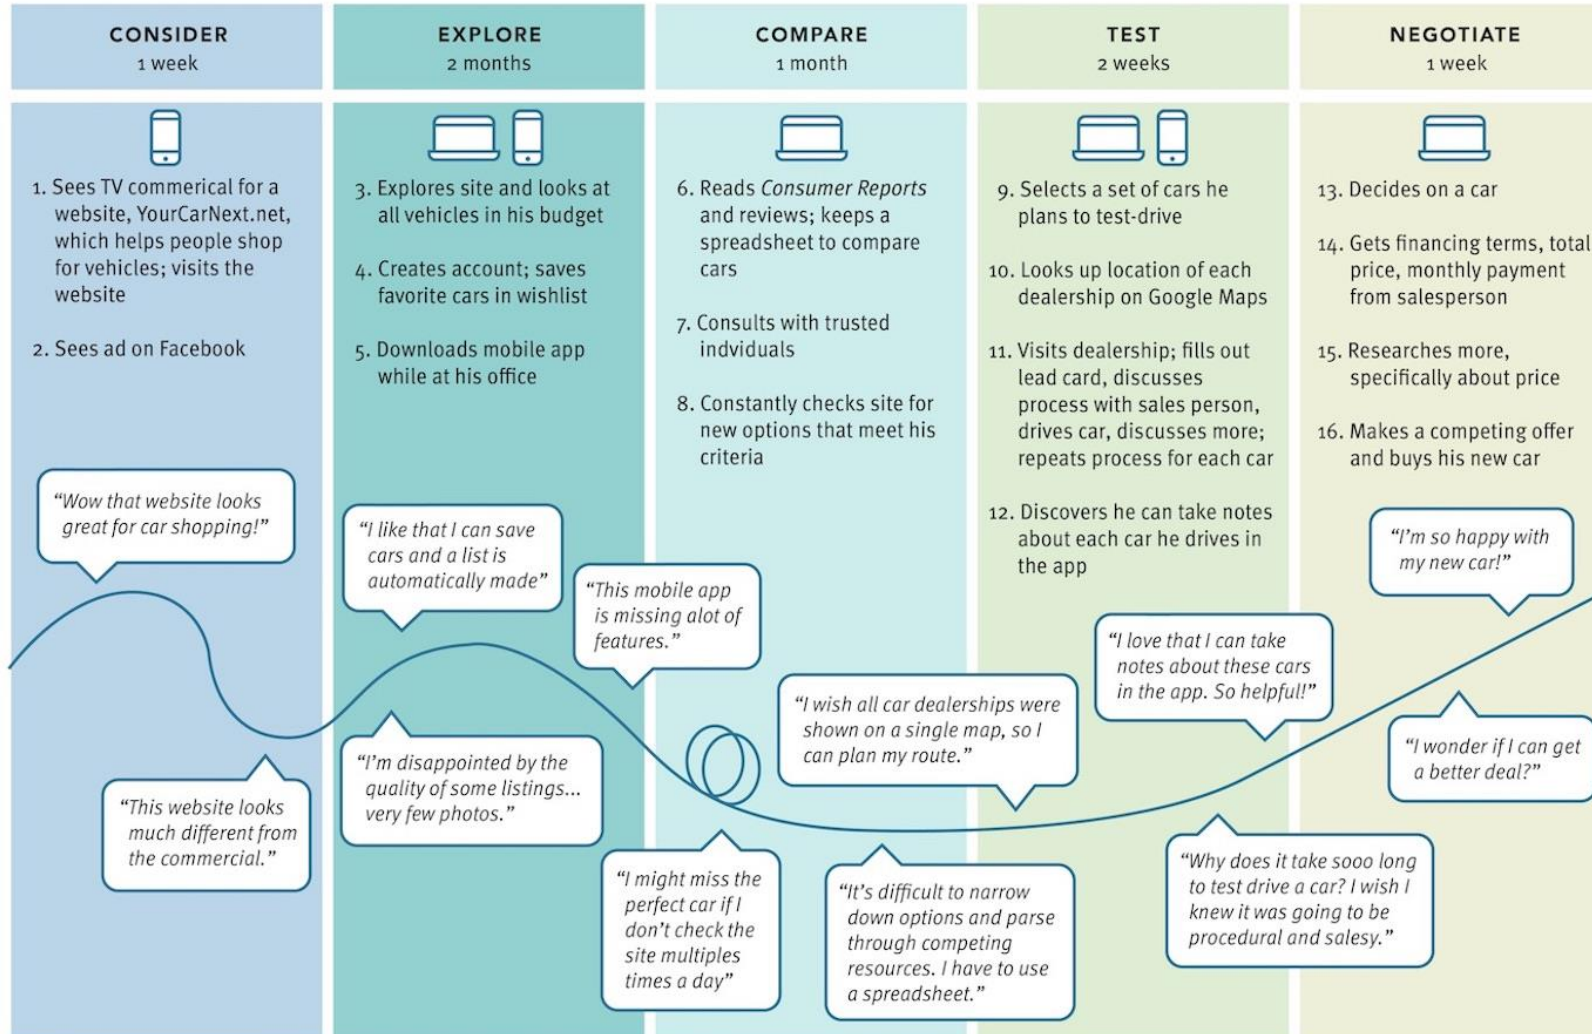 CONSIDER
1 week
EXPLORE
2 months
COMPARE
1 month
TEST
2 weeks
NEGOTIATE
1 week
1. Sees TV commerical for a
website, YourCarNext.net,
which helps people shop
for vehicles; visits the
website
2. Sees ad on Facebook
“Wow that website looks
great for car shopping!”
“This website looks
much different from
the commercial.”
3. Explores site and looks at
all vehicles in his budget
4. Creates account; saves
favorite cars in wishlist
5. Downloads mobile app
while at his office
“I like that I can save
cars and a list is
automatically made”
“This mobile app
is missing alot of
features.”
“I’m disappointed by the
quality of some listings...
very few photos.”
6. Reads Consumer Reports
and reviews; keeps a
spreadsheet to compare
cars
7. Consults with trusted
indviduals
8. Constantly checks site for
new options that meet his
criteria
“I wish all car dealerships were
shown on a single map, so I
can plan my route.”
“I might miss the
perfect car if I
don’t check the
site multiples
times a day”
“It’s difficult to narrow
down options and parse
through competing
resources. I have to use
a spreadsheet.”
9. Selects a set of cars he
plans to test-drive
10. Looks up location of each
dealership on Google Maps
11. Visits dealership; fills out
lead card, discusses
process with sales person,
drives car, discusses more;
repeats process for each car
12. Discovers he can take notes
about each car he drives in
the app
“I love that I can take
notes about these cars
in the app. So helpful!”
“Why does it take sooo long
to test drive a car? I wish I
knew it was going to be
procedural and salesy.”
13. Decides on a car
14. Gets financing terms, total
price, monthly payment
from salesperson
15. Researches more,
specifically about price
16. Makes a competing offer
and buys his new car
“I’m so happy with
my new car!”
“I wonder if I can get
a better deal?”